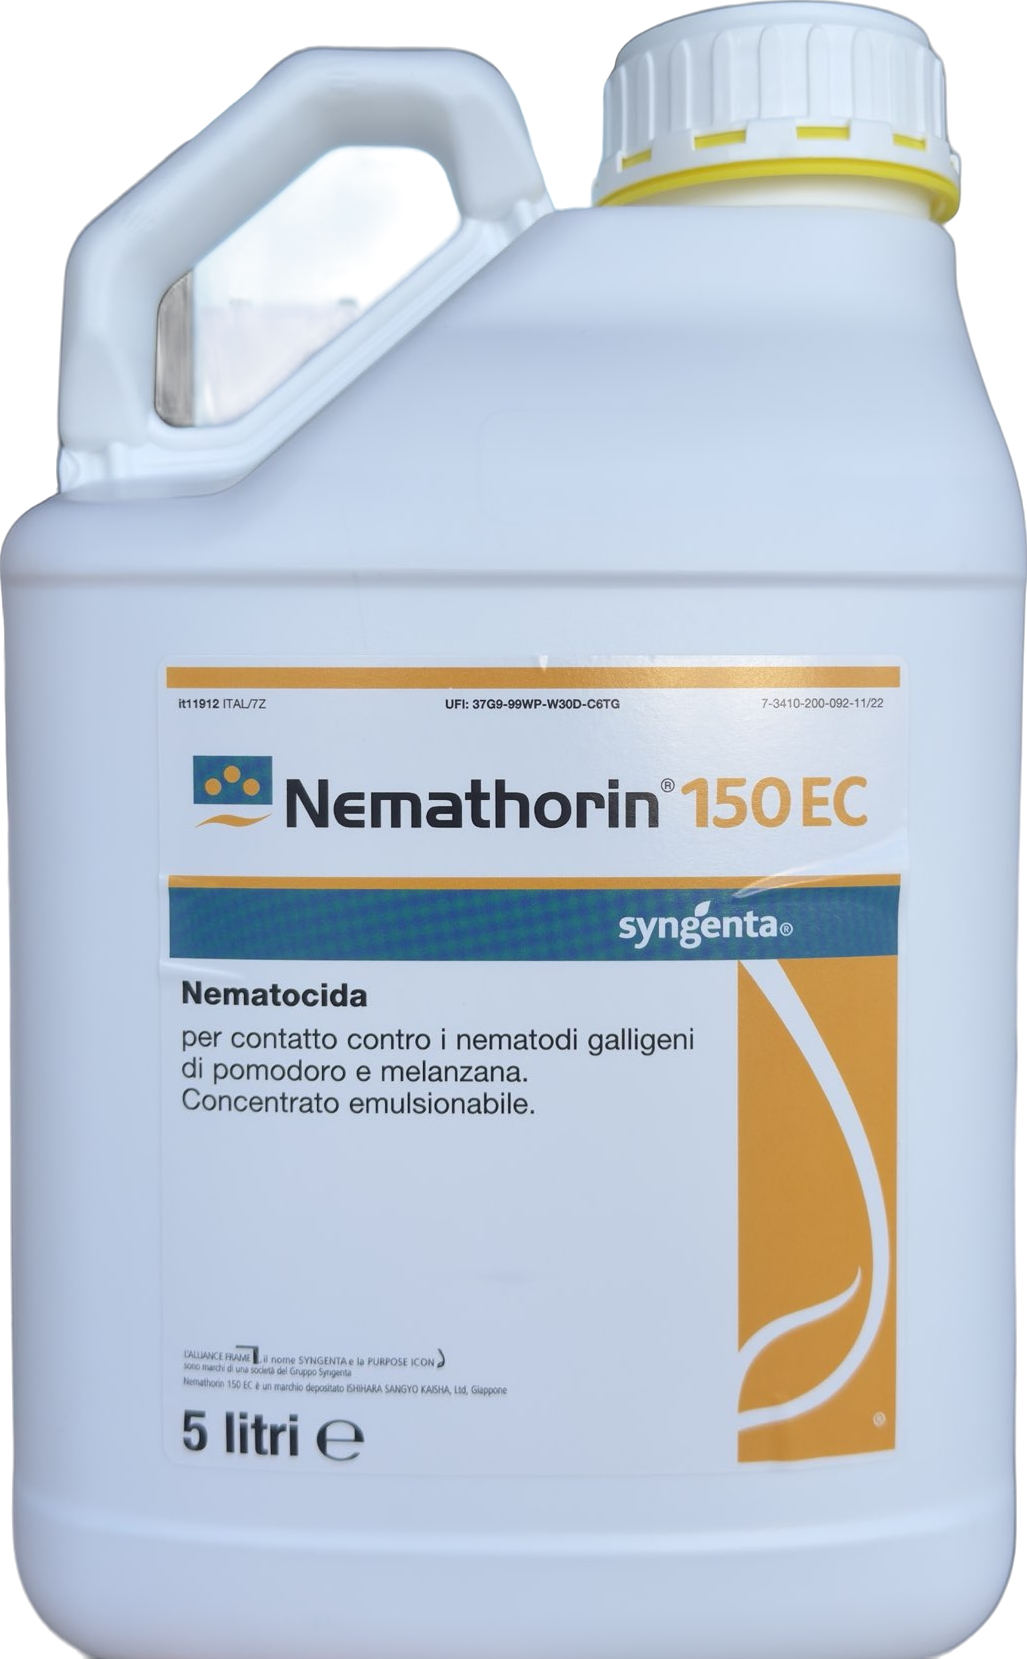 it11912 ITAL/7Z UFI: 37G9-99WP-W30D-C6TG 7-3410-200-092-11/22
Nemathorin® 150 EC
syngenta®
Nematocida
per contatto contro i nematodi galligeni
di pomodoro e melanzana.
Concentrato emulsionabile.
L'ALLIANCE FRAME il nome SYNGENTA e la PURPOSE ICON
sono marchi di una società del Gruppo Syngenta
Nemathorin 150 EC è un marchio depositato ISHIHARA SANGYO KAISHA, Ltd, Giappone
5 litri ℮
®